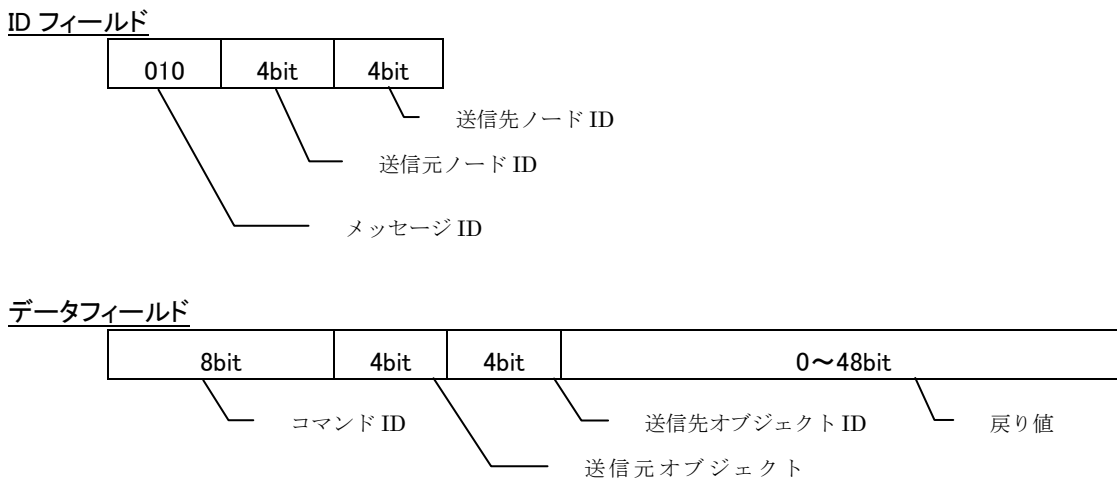 ID フィールド
010 4bit 4bit
送信先ノード ID
送信元ノード ID
メッセージ ID
データフィールド
8bit 4bit 4bit 0～48bit
コマンド ID 送信先オブジェクト ID 戻り値
送信元オブジェクト